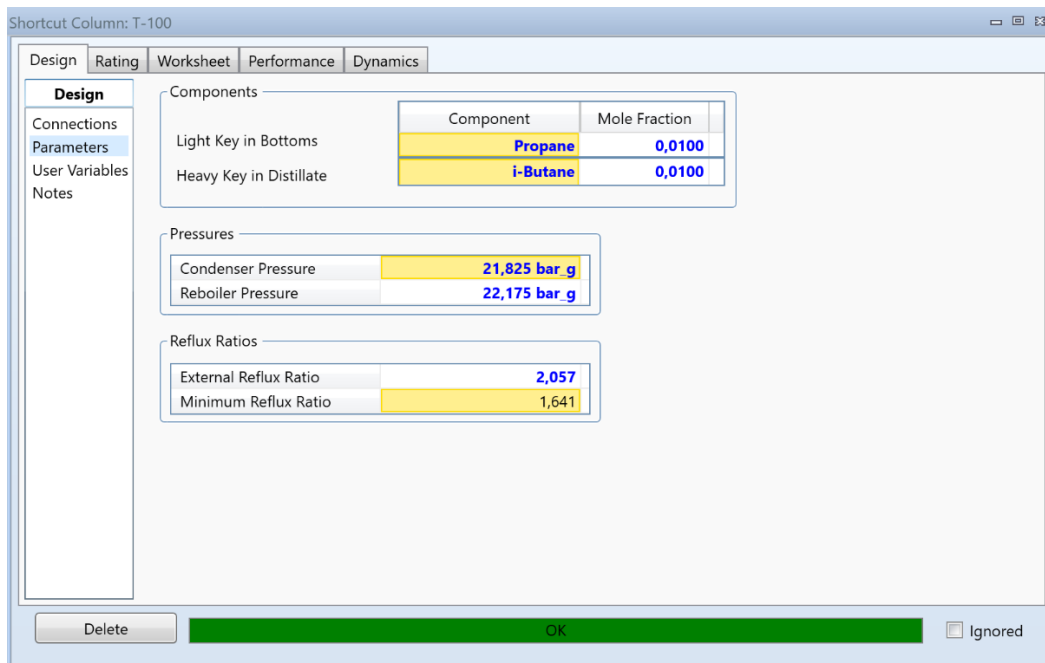 Shortcut Column: T-100
Design Rating Worksheet Performance Dynamics
Design
Connections
Parameters
User Variables
Notes
Components
Component Mole Fraction
Light Key in Bottoms Propane 0,0100
Heavy Key in Distillate i-Butane 0,0100
Pressures
Condenser Pressure 21,825 bar_g
Reboiler Pressure 22,175 bar_g
Reflux Ratios
External Reflux Ratio 2,057
Minimum Reflux Ratio 1,641
Delete OK Ignored